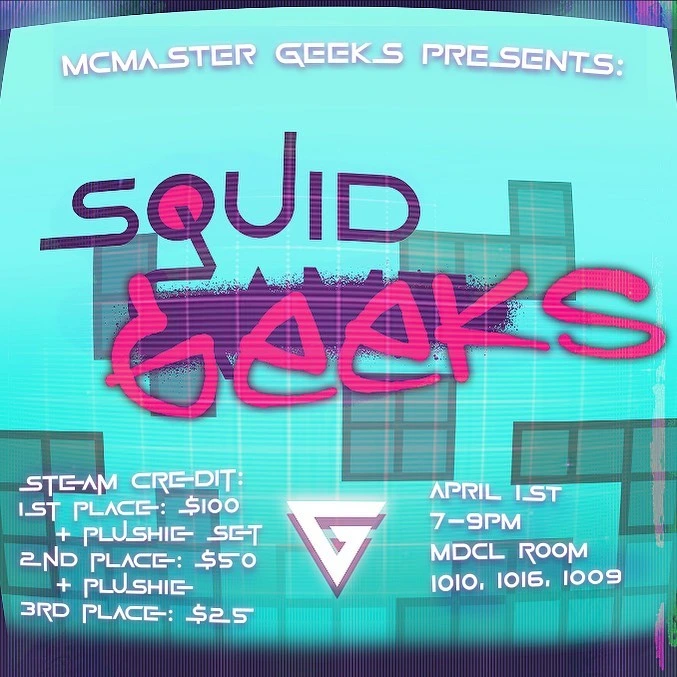 MCMASTER GEEKS PRESENTS:
SQUID
GEEKS
STEAM CREDIT:
1ST PLACE: $100
+ PLUSHIE SET
2ND PLACE: $50
+ PLUSHIE
3RD PLACE: $25
G
APRIL 1ST
7-9PM
MDCL ROOM
1010, 1016, 1009